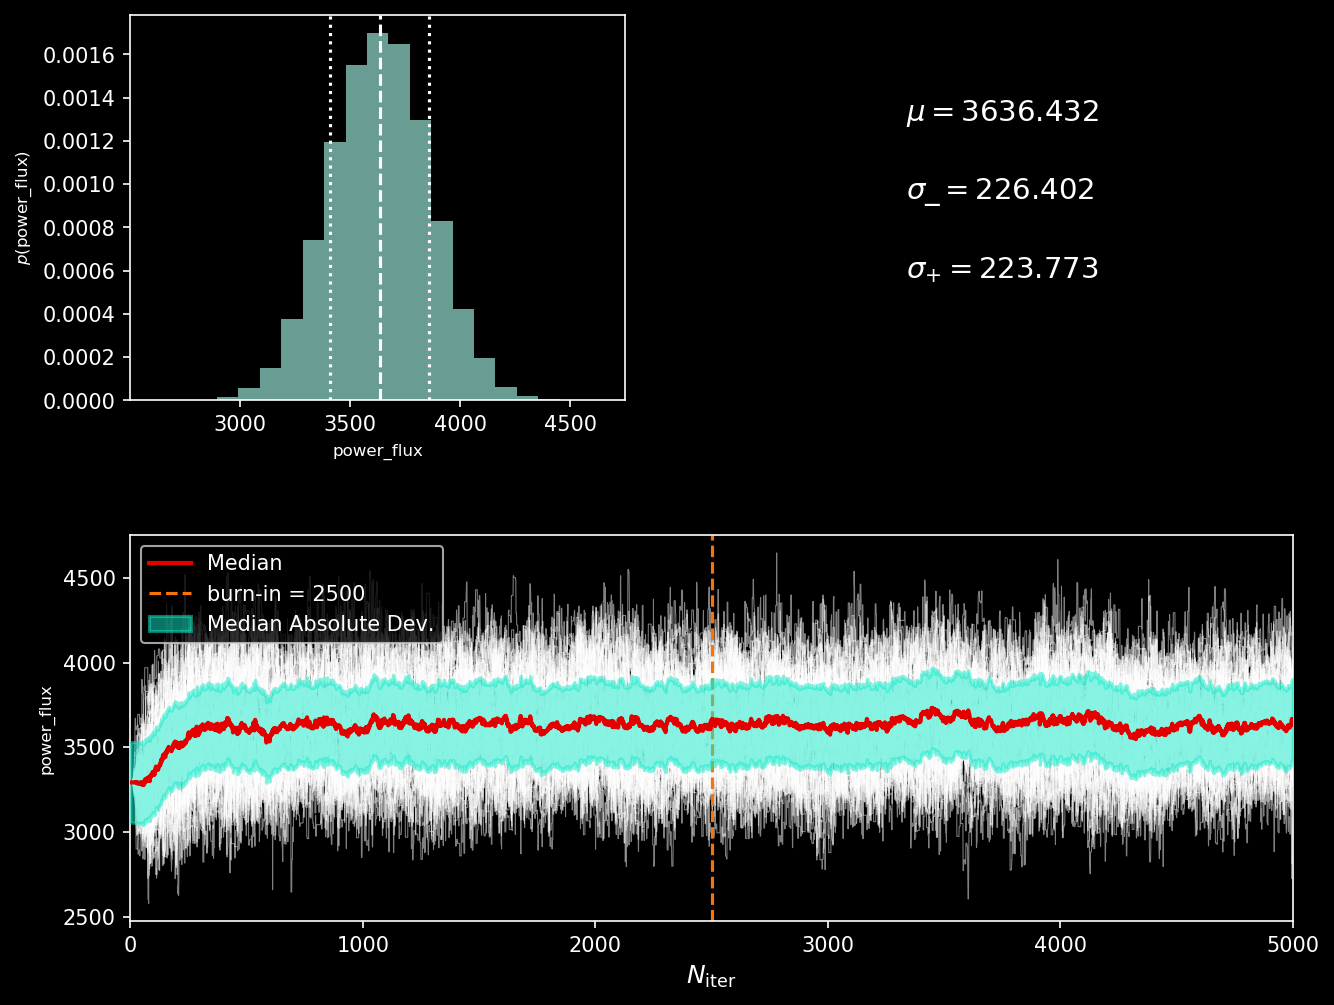 0.0016
0.0014
0.0012
0.0010
0.0008
0.0006
0.0004
0.0002
0.0000
p(power_flux)
3000 3500 4000 4500
power_flux
μ = 3636.432
σ_ = 226.402
σ+ = 223.773
Median
burn-in = 2500
Median Absolute Dev.
4500
4000
3500
3000
2500
power_flux
0 1000 2000 3000 4000 5000
Niter